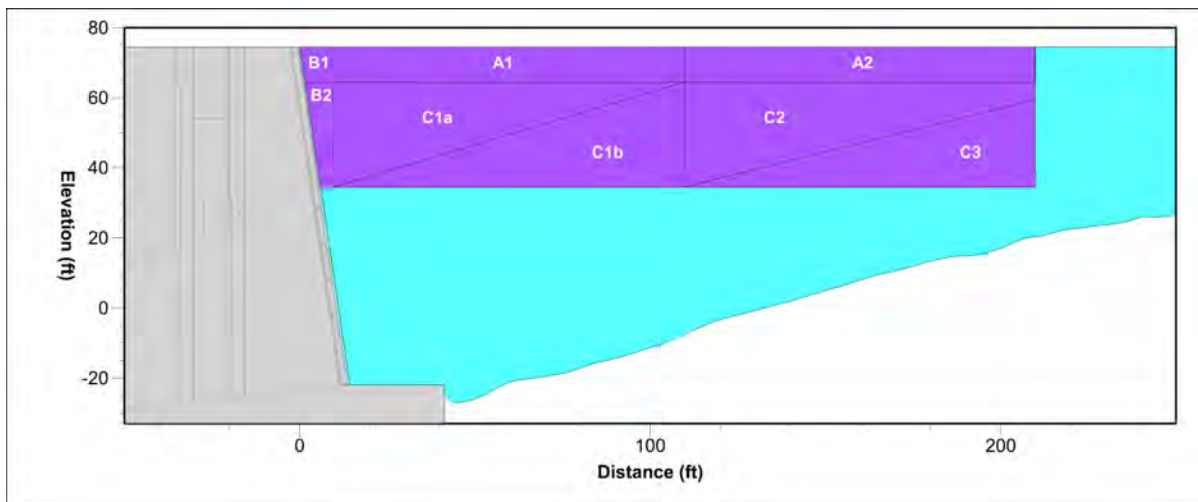 80
B1 A1 A2
60
B2
C1a C2
40
C1b C3
20
0
-20
Elevation (ft)
0 100 200
Distance (ft)